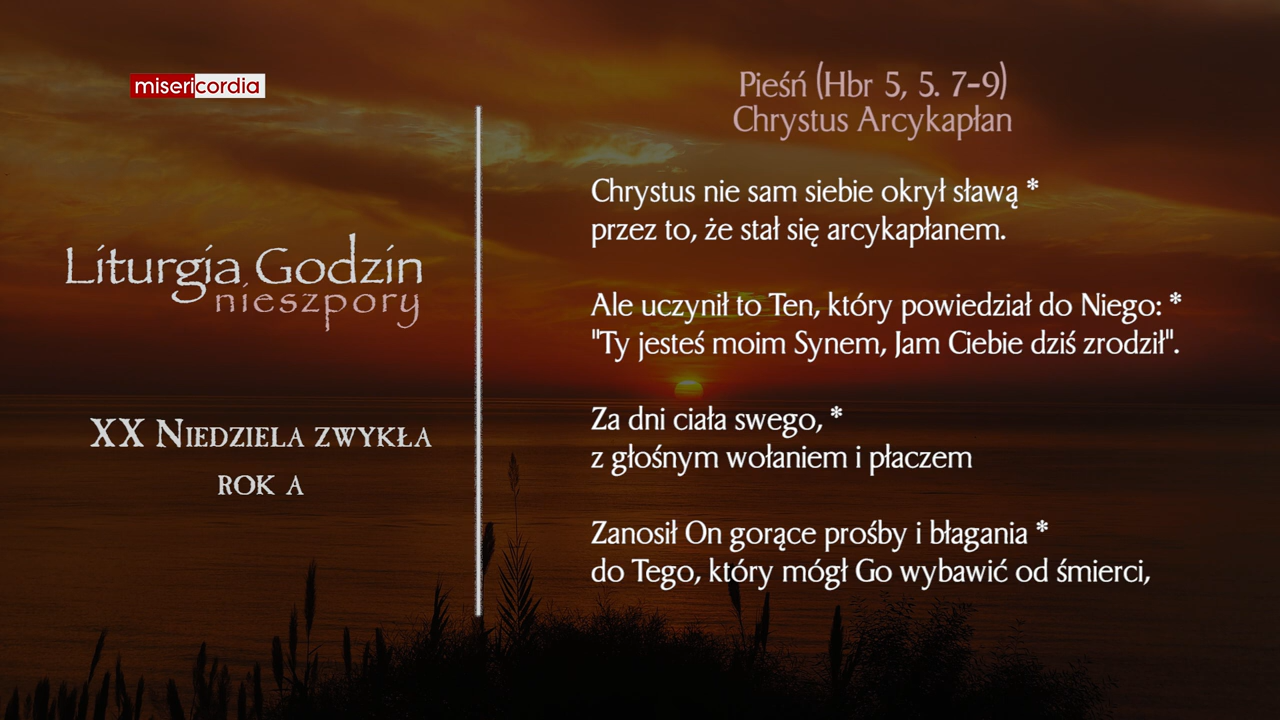 misericordia
Liturgia Godzin
nieszpory
XX Niedziela zwykła
rok A
Pieśń (Hbr 5, 5. 7-9)
Chrystus Arcykapłan
Chrystus nie sam siebie okrył sławą *
przez to, że stał się arcykapłanem.
Ale uczynił to Ten, który powiedział do Niego: *
"Ty jesteś moim Synem, Jam Ciebie dziś zrodził".
Za dni ciała swego, *
z głośnym wołaniem i płaczem
Zanosił On gorące prośby i błagania *
do Tego, który mógł Go wybawić od śmierci,